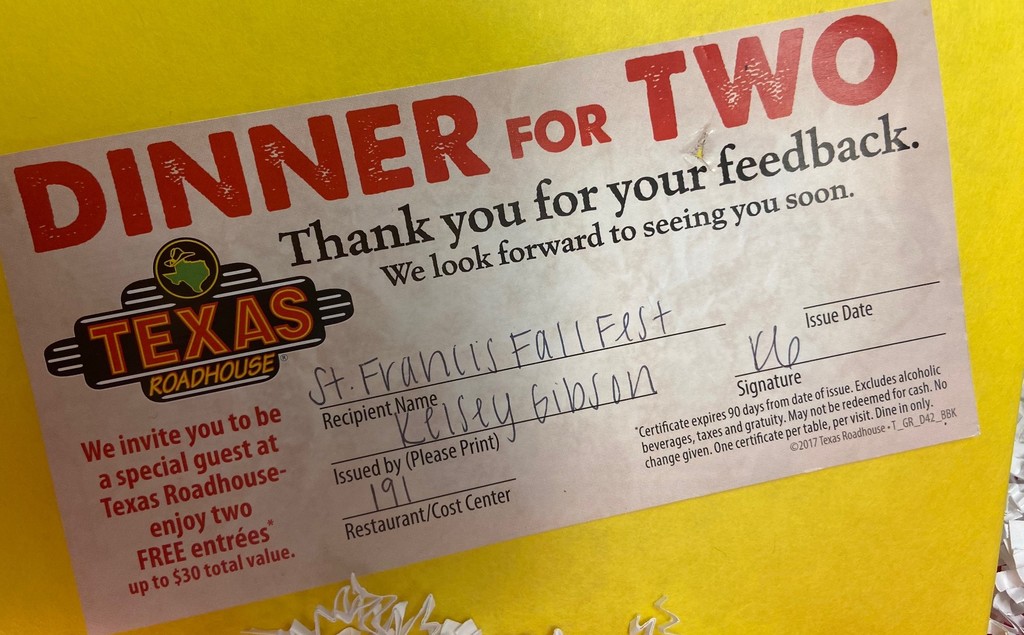 DINNER FOR TWO
Thank you for your feedback.
We look forward to seeing you soon.
TEXAS
ROADHOUSE®
We invite you to be
a special guest at
Texas Roadhouse-
enjoy two
FREE entrées*
up to $30 total value.
St. Francis Fall Fest
Recipient Name
Kelsey Gibson
Issued by (Please Print)
191
Restaurant/Cost Center
Issue Date
KG
Signature
*Certificate expires 90 days from date of issue. Excludes alcoholic
beverages, taxes and gratuity. May not be redeemed for cash. No
change given. One certificate per table, per visit. Dine in only.
©2017 Texas Roadhouse • T_GR_D42_BBK